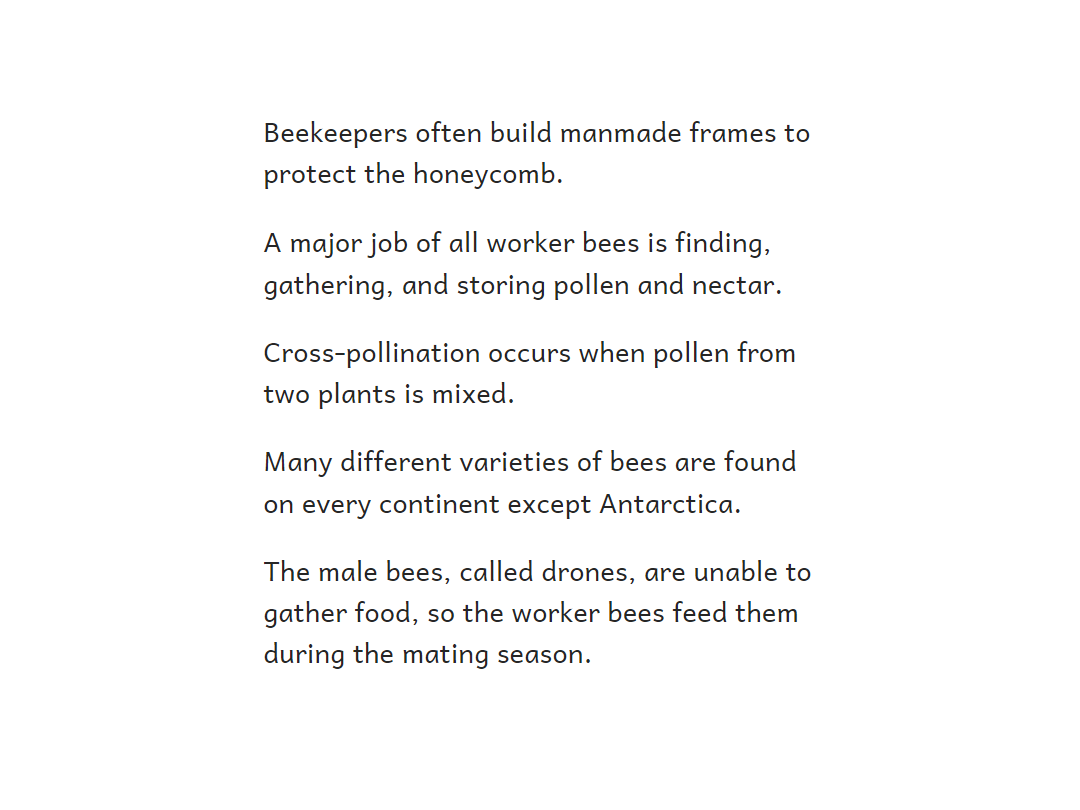 Beekeepers often build manmade frames to
protect the honeycomb.
A major job of all worker bees is finding,
gathering, and storing pollen and nectar.
Cross-pollination occurs when pollen from
two plants is mixed.
Many different varieties of bees are found
on every continent except Antarctica.
The male bees, called drones, are unable to
gather food, so the worker bees feed them
during the mating season.